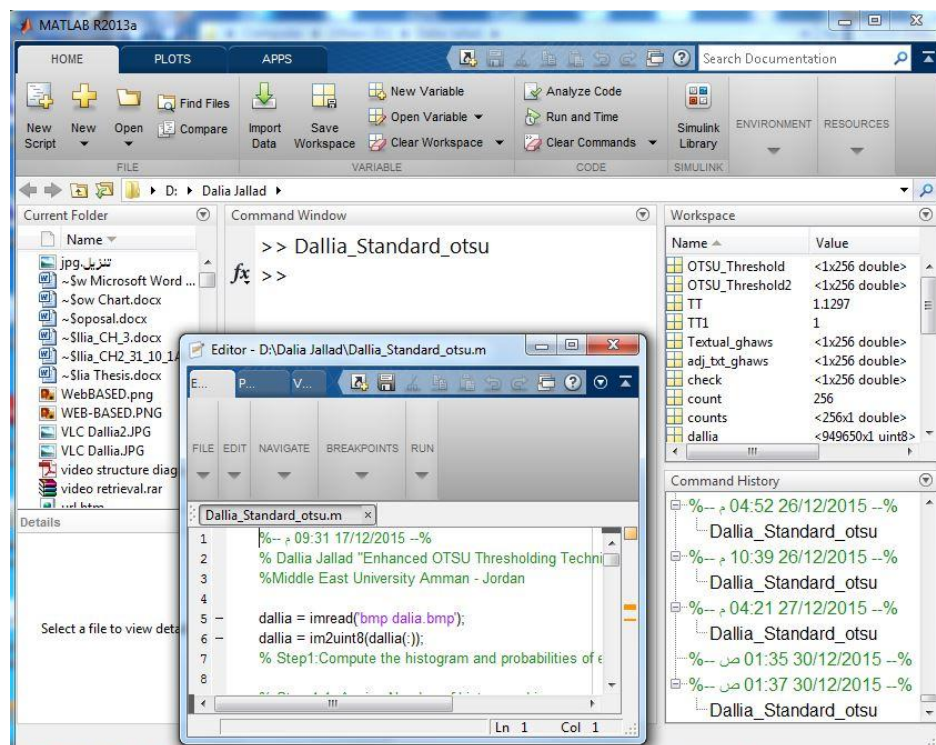 MATLAB R2013a
HOME PLOTS APPS
Search Documentation
New Script
New
Open
Find Files
Compare
FILE
Import Data
Save Workspace
New Variable
Open Variable
Clear Workspace
VARIABLE
Analyze Code
Run and Time
Clear Commands
CODE
Simulink Library
SIMULINK
ENVIRONMENT
RESOURCES
D: Dalia Jallad
Current Folder
Name
تنزيل.jpg
~$w Microsoft Word ...
~$ow Chart.docx
~$oposal.docx
~$llia_CH_3.docx
~$llia_CH2_31_10_1
~$lia Thesis.docx
WebBASED.png
WEB-BASED.PNG
VLC Dallia2.JPG
VLC Dallia.JPG
video structure diag
video retrieval.rar
url.htm
Details
Select a file to view deta
Command Window
>> Dallia_Standard_otsu
fx >>
Editor - D:\Dalia Jallad\Dallia_Standard_otsu.m
E... P... V...
FILE EDIT NAVIGATE BREAKPOINTS RUN
Dallia_Standard_otsu.m ×
1 %-- م 09:31 17/12/2015 --%
2 % Dallia Jallad "Enhanced OTSU Thresholding Techni
3 %Middle East University Amman - Jordan
4
5 – dallia = imread('bmp dalia.bmp');
6 – dallia = im2uint8(dallia(:));
7 % Step1:Compute the histogram and probabilities of e
8
Ln 1 Col 1
Workspace
Name Value
OTSU_Threshold <1x256 double>
OTSU_Threshold2 <1x256 double>
TT 1.1297
TT1 1
Textual_ghaws <1x256 double>
adj_txt_ghaws <1x256 double>
check <1x256 double>
count 256
counts <256x1 double>
dallia <949650x1 uint8>
Command History
%-- م 04:52 26/12/2015 --%
Dallia_Standard_otsu
%-- م 10:39 26/12/2015 --%
Dallia_Standard_otsu
%-- م 04:21 27/12/2015 --%
Dallia_Standard_otsu
%-- ص 01:35 30/12/2015 --%
%-- ص 01:37 30/12/2015 --%
Dallia_Standard_otsu